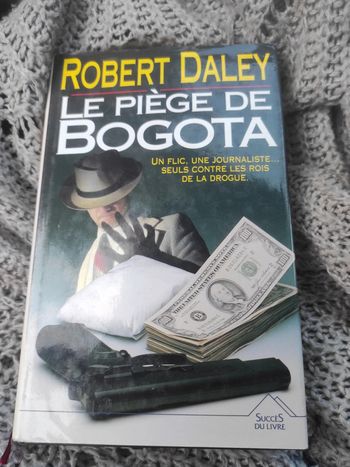 ROBERT DALEY
LE PIÈGE DE
BOGOTA
UN FLIC, UNE JOURNALISTE...
SEULS CONTRE LES ROIS
DE LA DROGUE.
SUCCÈS
DU LIVRE